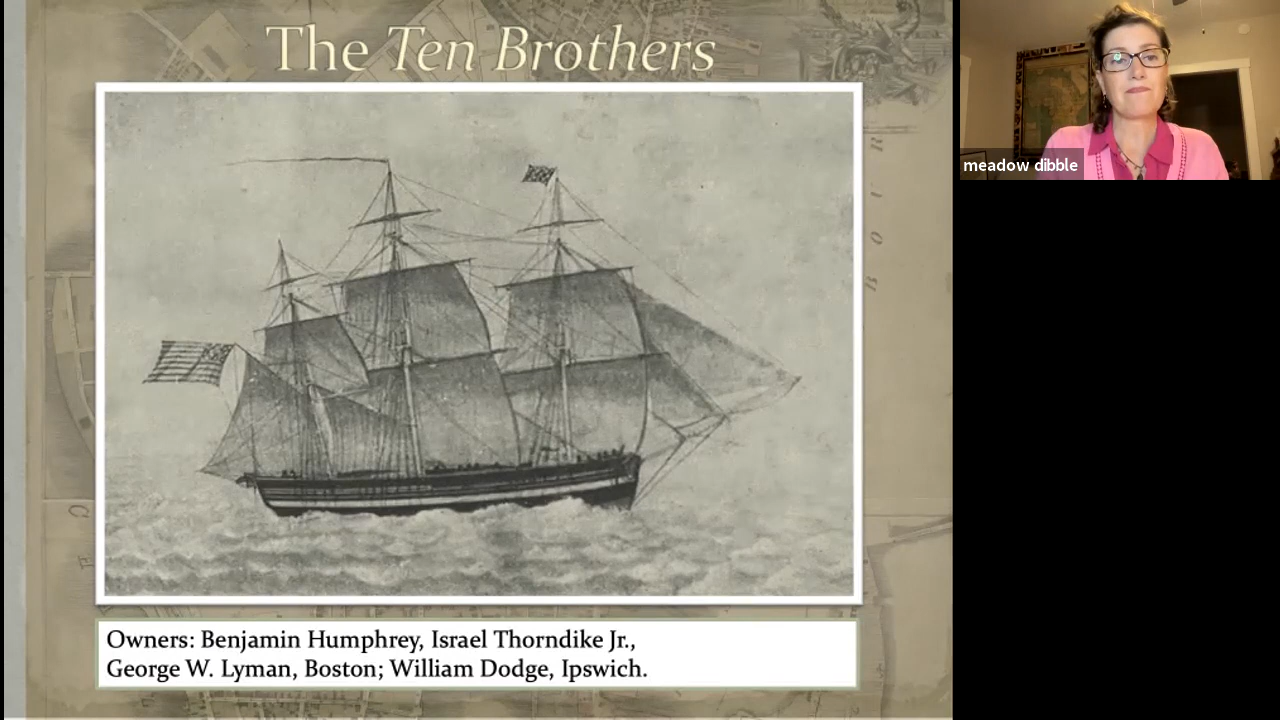 The Ten Brothers
meadow dibble
R
I
O
B
C
Owners: Benjamin Humphrey, Israel Thorndike Jr.,
George W. Lyman, Boston; William Dodge, Ipswich.